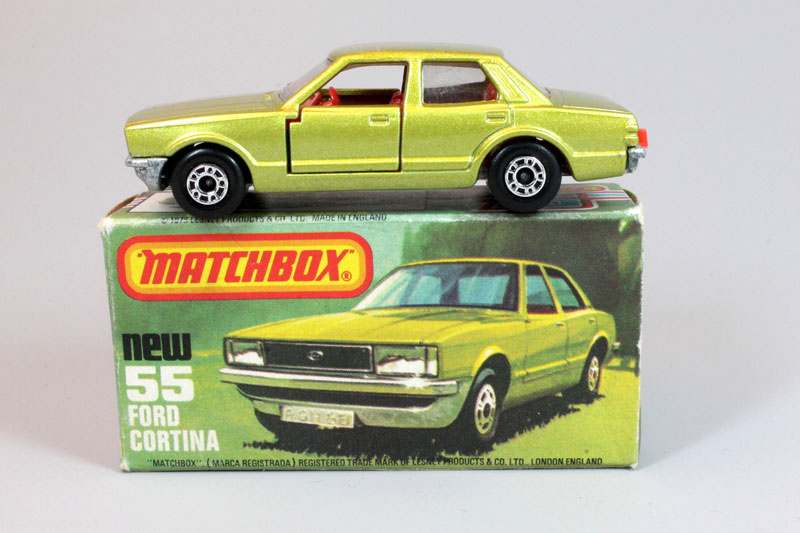 © 1979 LESNEY PRODUCTS & CO. LTD. MADE IN ENGLAND
"MATCHBOX"®
new
55
FORD
CORTINA
"MATCHBOX" (MARCA REGISTRADA) REGISTERED TRADE MARK OF LESNEY PRODUCTS & CO. LTD., LONDON ENGLAND